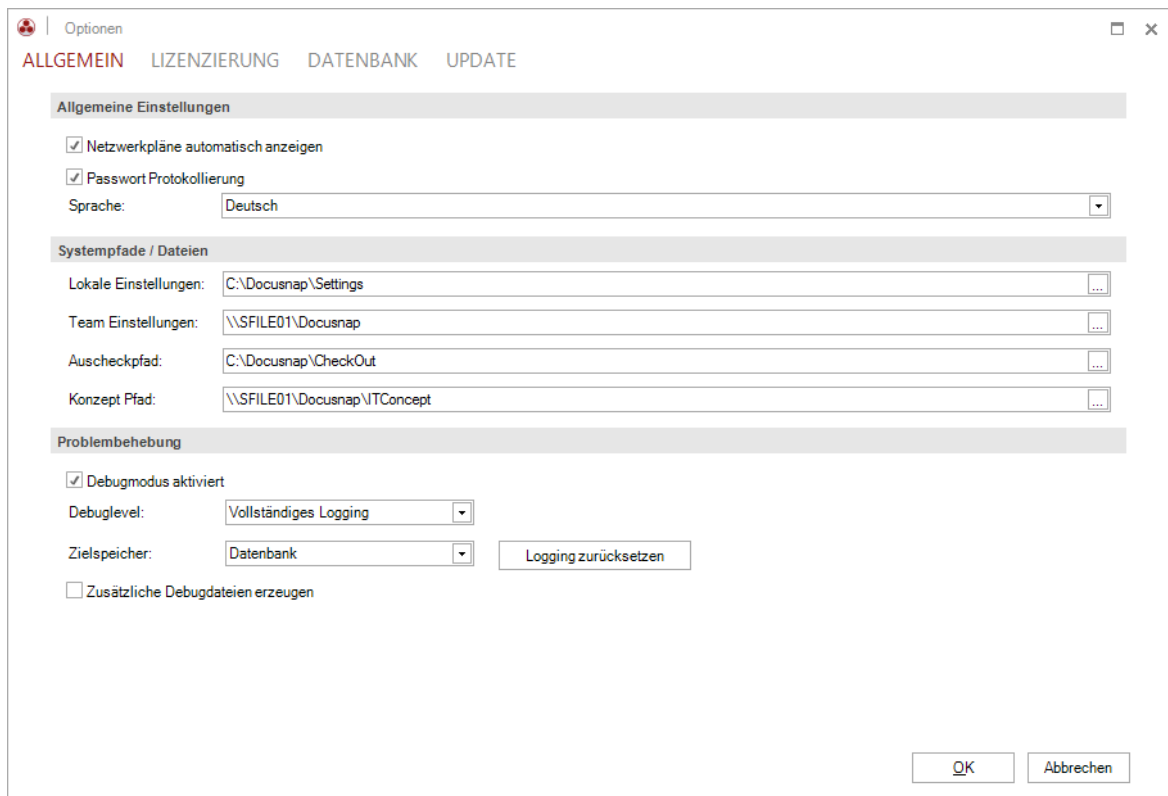 Optionen
ALLGEMEIN LIZENZIERUNG DATENBANK UPDATE
Allgemeine Einstellungen
Netzwerkpläne automatisch anzeigen
Passwort Protokollierung
Sprache: Deutsch
Systempfade / Dateien
Lokale Einstellungen: C:\Docusnap\Settings ...
Team Einstellungen: \\SFILE01\Docusnap ...
Auscheckpfad: C:\Docusnap\CheckOut ...
Konzept Pfad: \\SFILE01\Docusnap\ITConcept ...
Problembehebung
Debugmodus aktiviert
Debuglevel: Vollständiges Logging
Zielspeicher: Datenbank Logging zurücksetzen
Zusätzliche Debugdateien erzeugen
OK Abbrechen